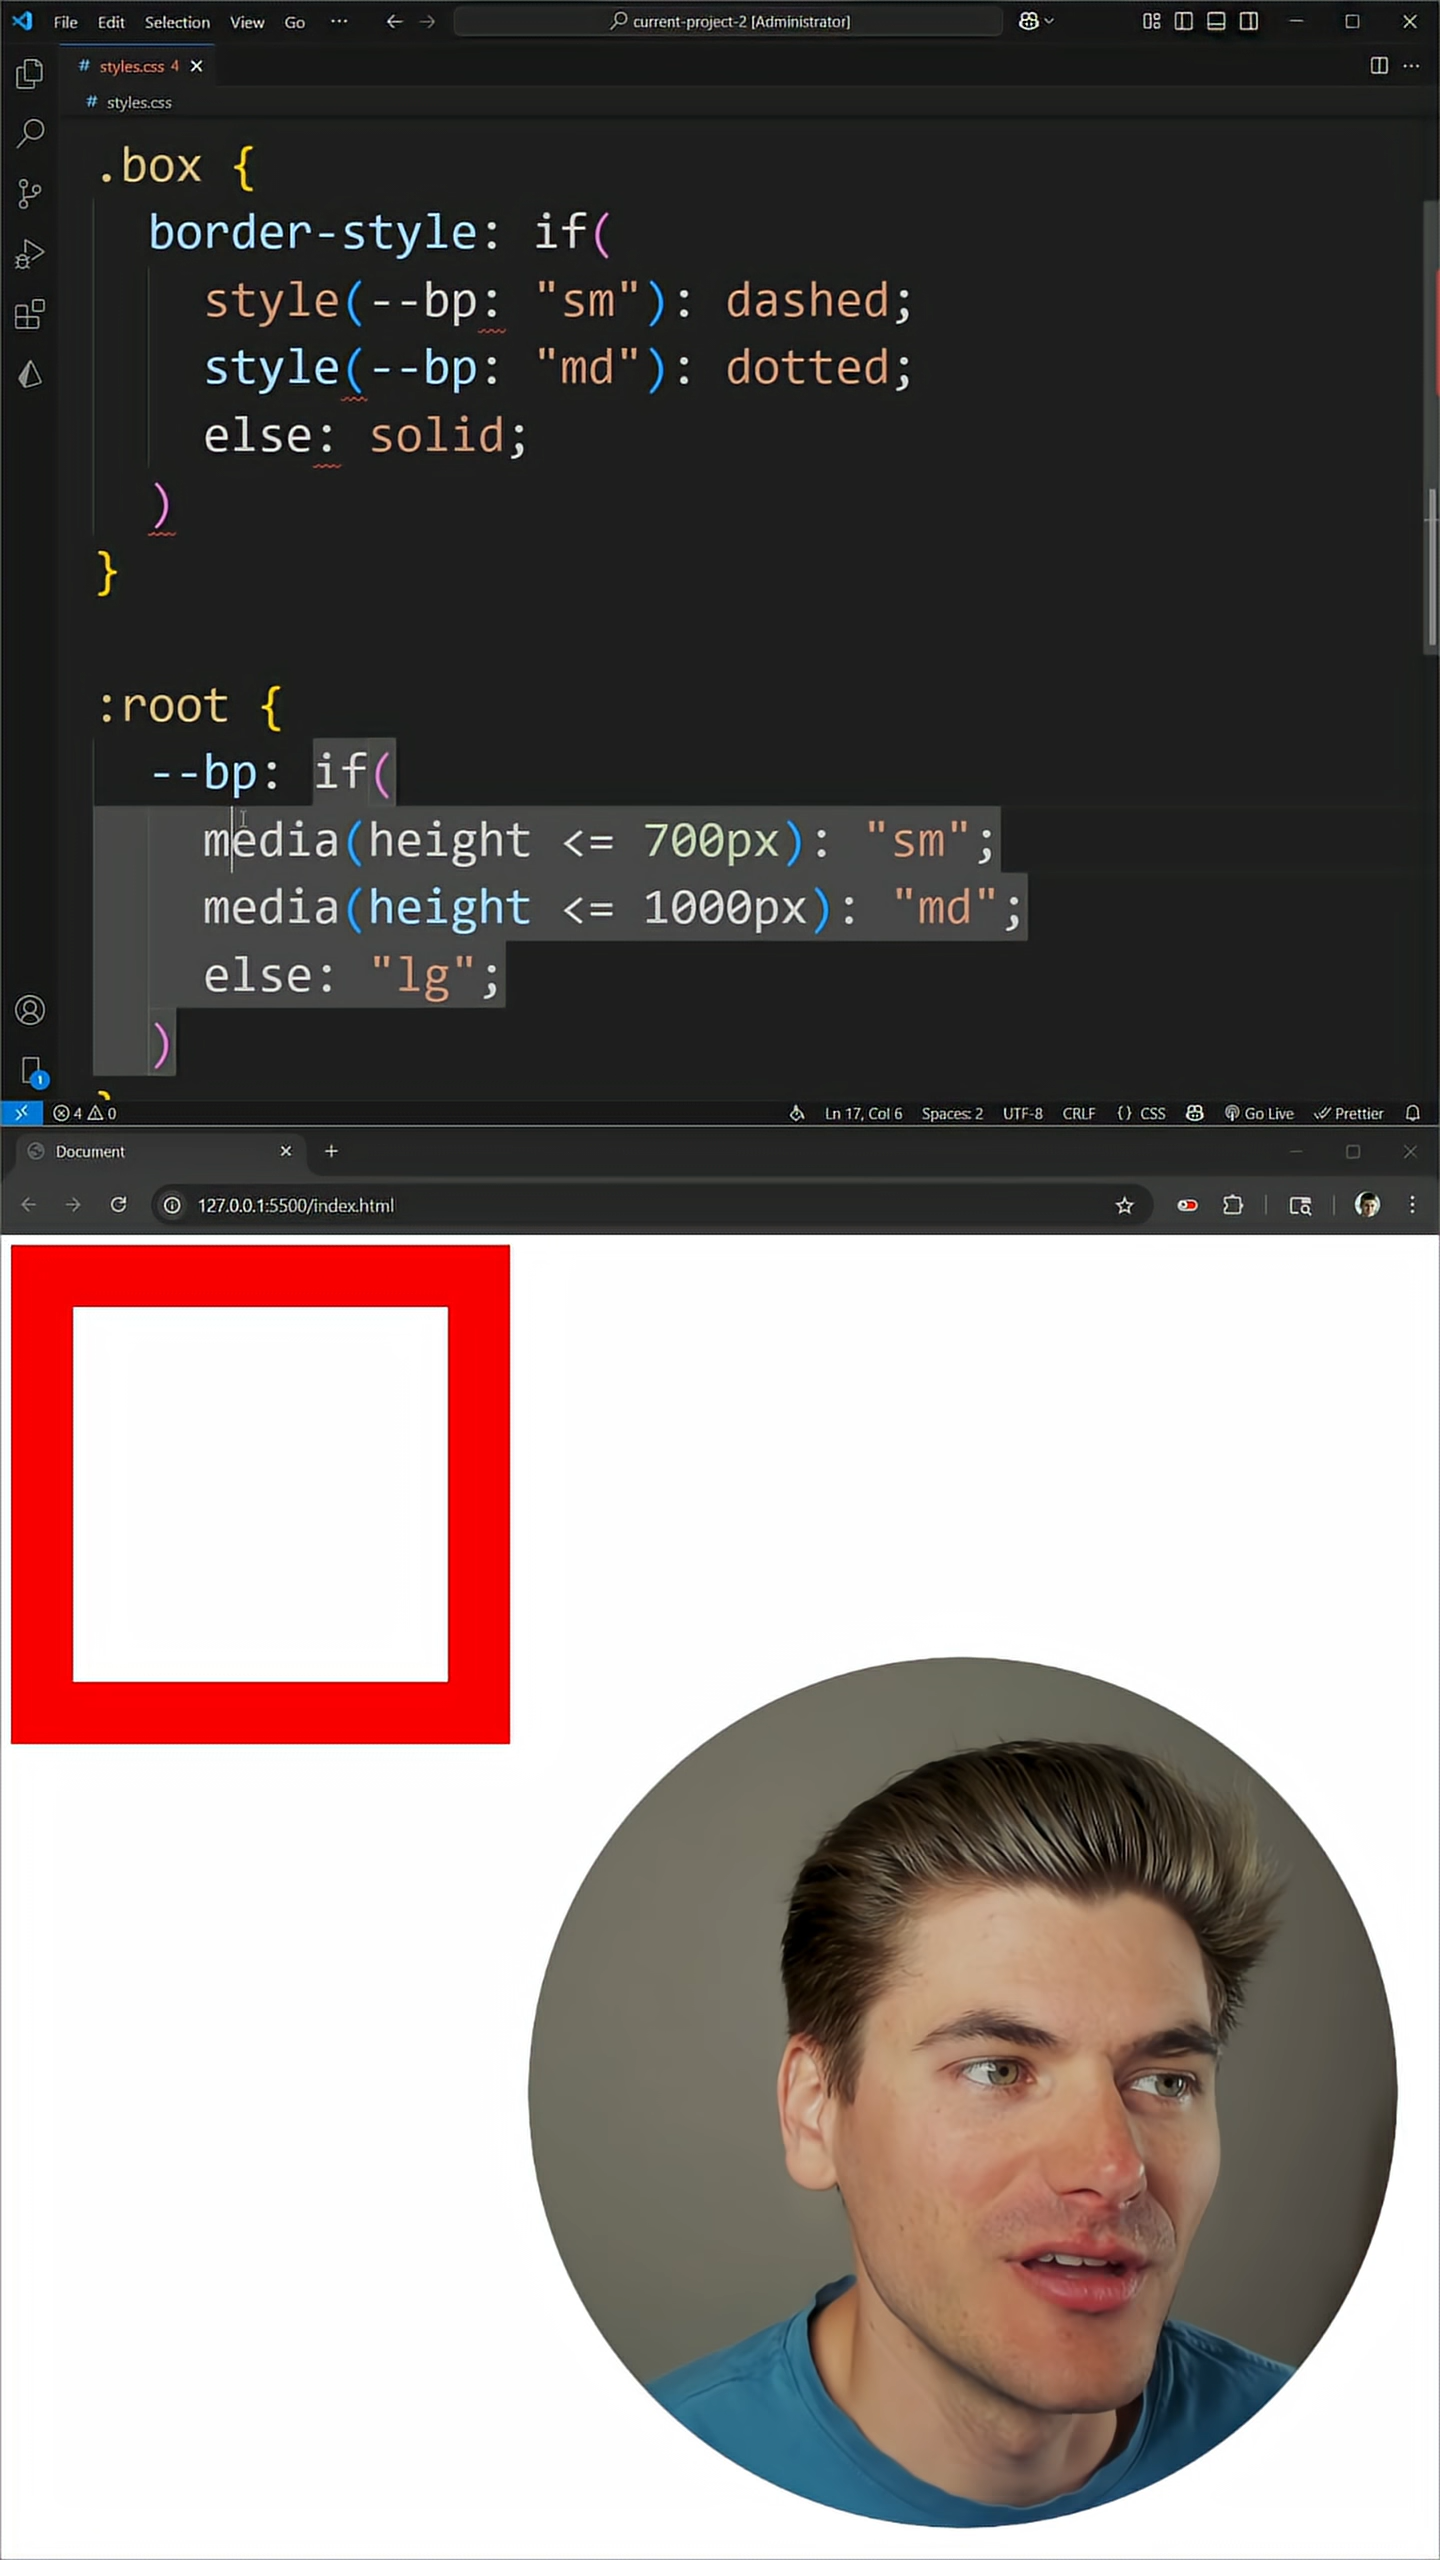 File Edit Selection View Go ··· current-project-2 [Administrator]
# styles.css 4
# styles.css
.box {
border-style: if(
style(--bp: "sm"): dashed;
style(--bp: "md"): dotted;
else: solid;
)
}
:root {
--bp: if(
media(height <= 700px): "sm";
media(height <= 1000px): "md";
else: "lg";
)
}
1
4 0 Ln 17, Col 6 Spaces: 2 UTF-8 CRLF {} CSS Go Live Prettier
Document
127.0.0.1:5500/index.html